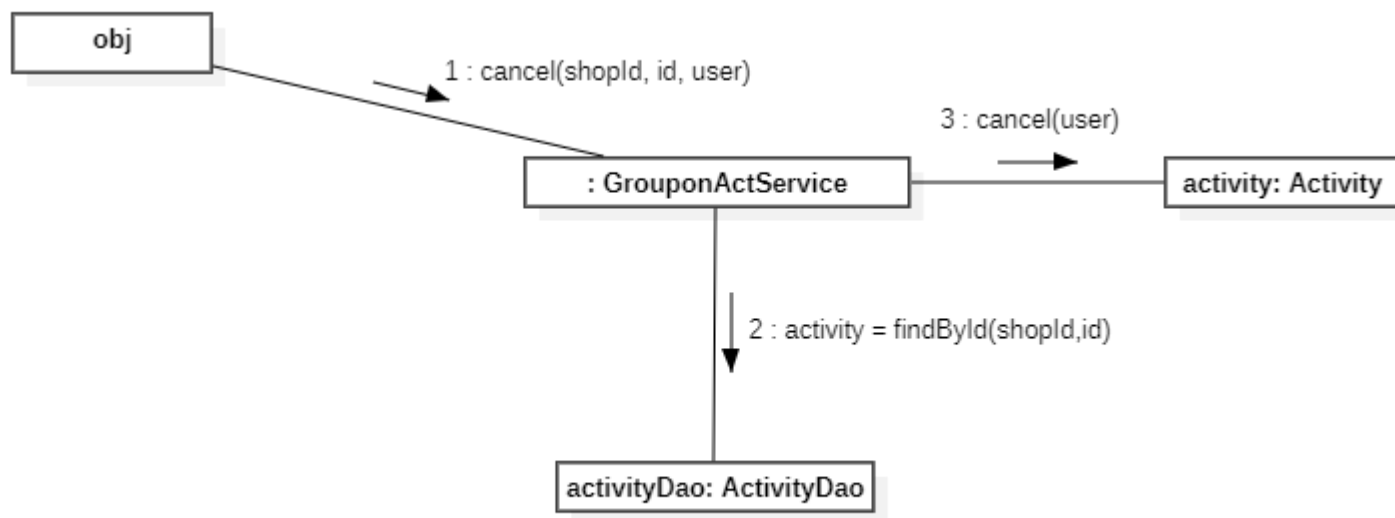 obj
1 : cancel(shopId, id, user)
3 : cancel(user)
: GrouponActService
activity: Activity
2 : activity = findById(shopId,id)
activityDao: ActivityDao